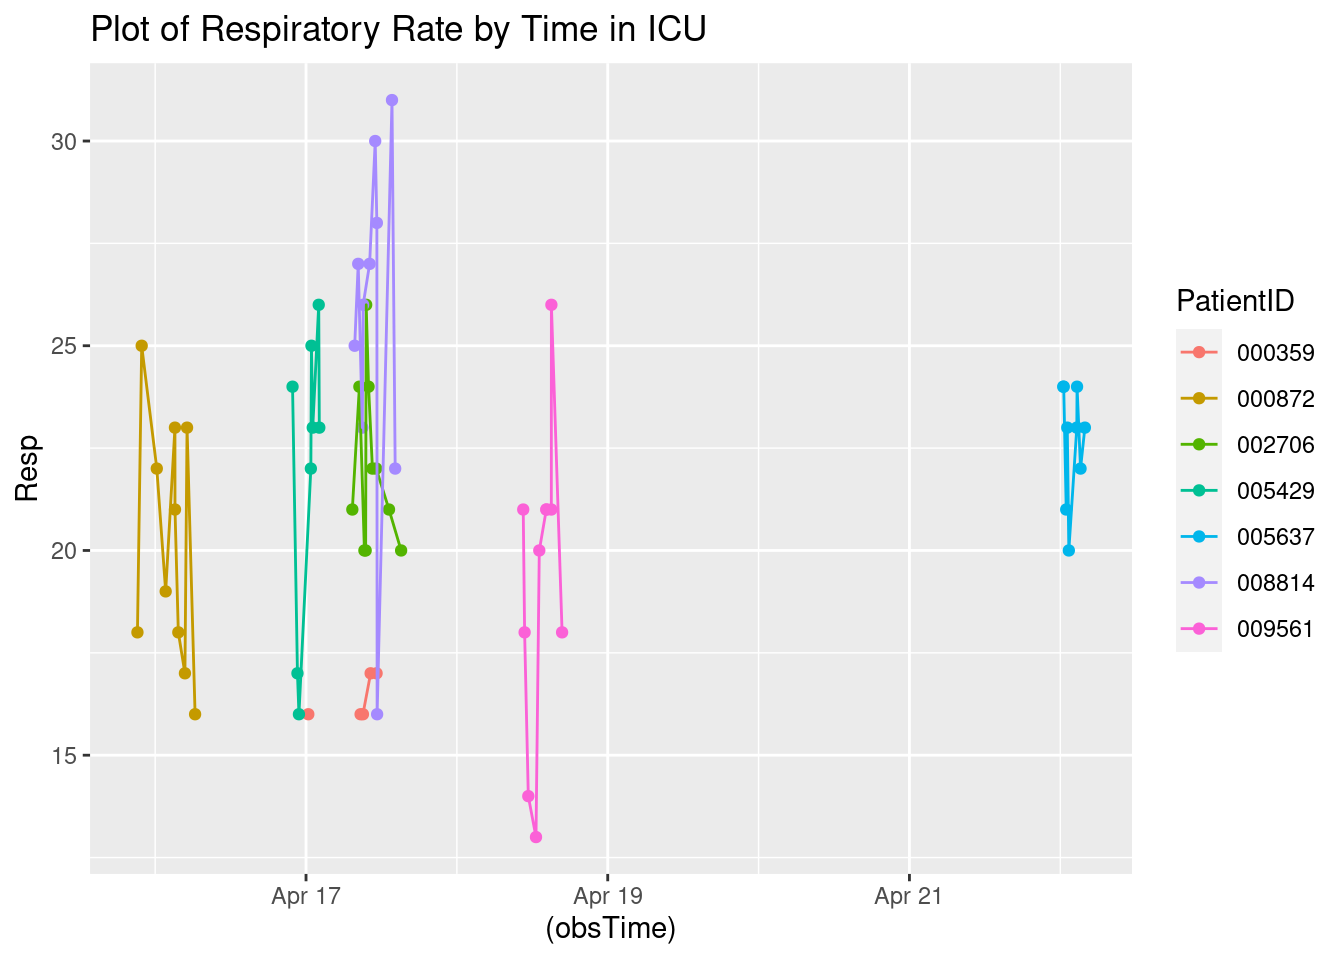 Plot of Respiratory Rate by Time in ICU
30
25
20
15
Resp
Apr 17
Apr 19
Apr 21
(obsTime)
PatientID
000359
000872
002706
005429
005637
008814
009561